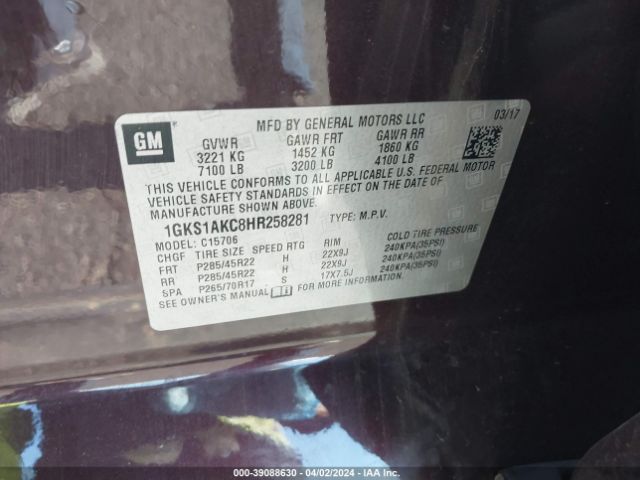 GM
MFD BY GENERAL MOTORS LLC
03/17
GVWR GAWR FRT GAWR RR
3221 KG 1452 KG 1860 KG
7100 LB 3200 LB 4100 LB
THIS VEHICLE CONFORMS TO ALL APPLICABLE U.S. FEDERAL MOTOR
VEHICLE SAFETY STANDARDS IN EFFECT ON THE DATE OF
MANUFACTURE SHOWN ABOVE.
1GKS1AKC8HR258281 TYPE: M.P.V.
MODEL: C15706
CHGF TIRE SIZE SPEED RTG RIM COLD TIRE PRESSURE
FRT P285/45R22 H 22X9J 240KPA(35PSI)
RR P285/45R22 H 22X9J 240KPA(35PSI)
SPA P265/70R17 S 17X7.5J 240KPA(35PSI)
SEE OWNER'S MANUAL FOR MORE INFORMATION.
000-39088630 - 04/02/2024 - IAA Inc.